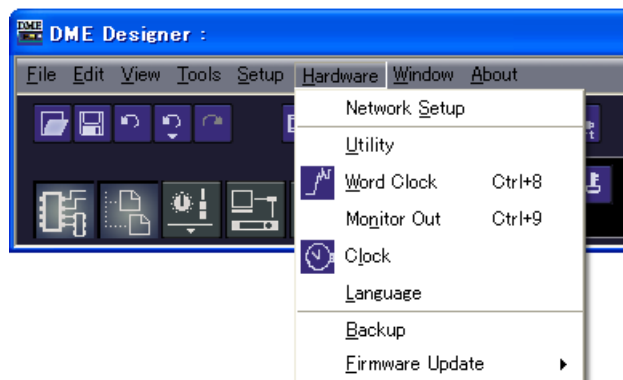 DME Designer :
File Edit View Tools Setup Hardware Window About
Network Setup
Utility
Word Clock Ctrl+8
Monitor Out Ctrl+9
Clock
Language
Backup
Firmware Update